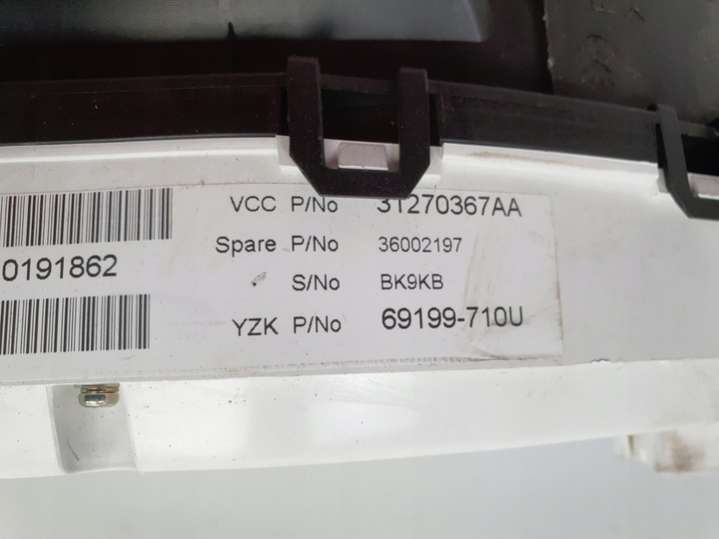 VCC P/No 31270367AA
Spare P/No 36002197
0191862
S/No BK9KB
YZK P/No 69199-710U